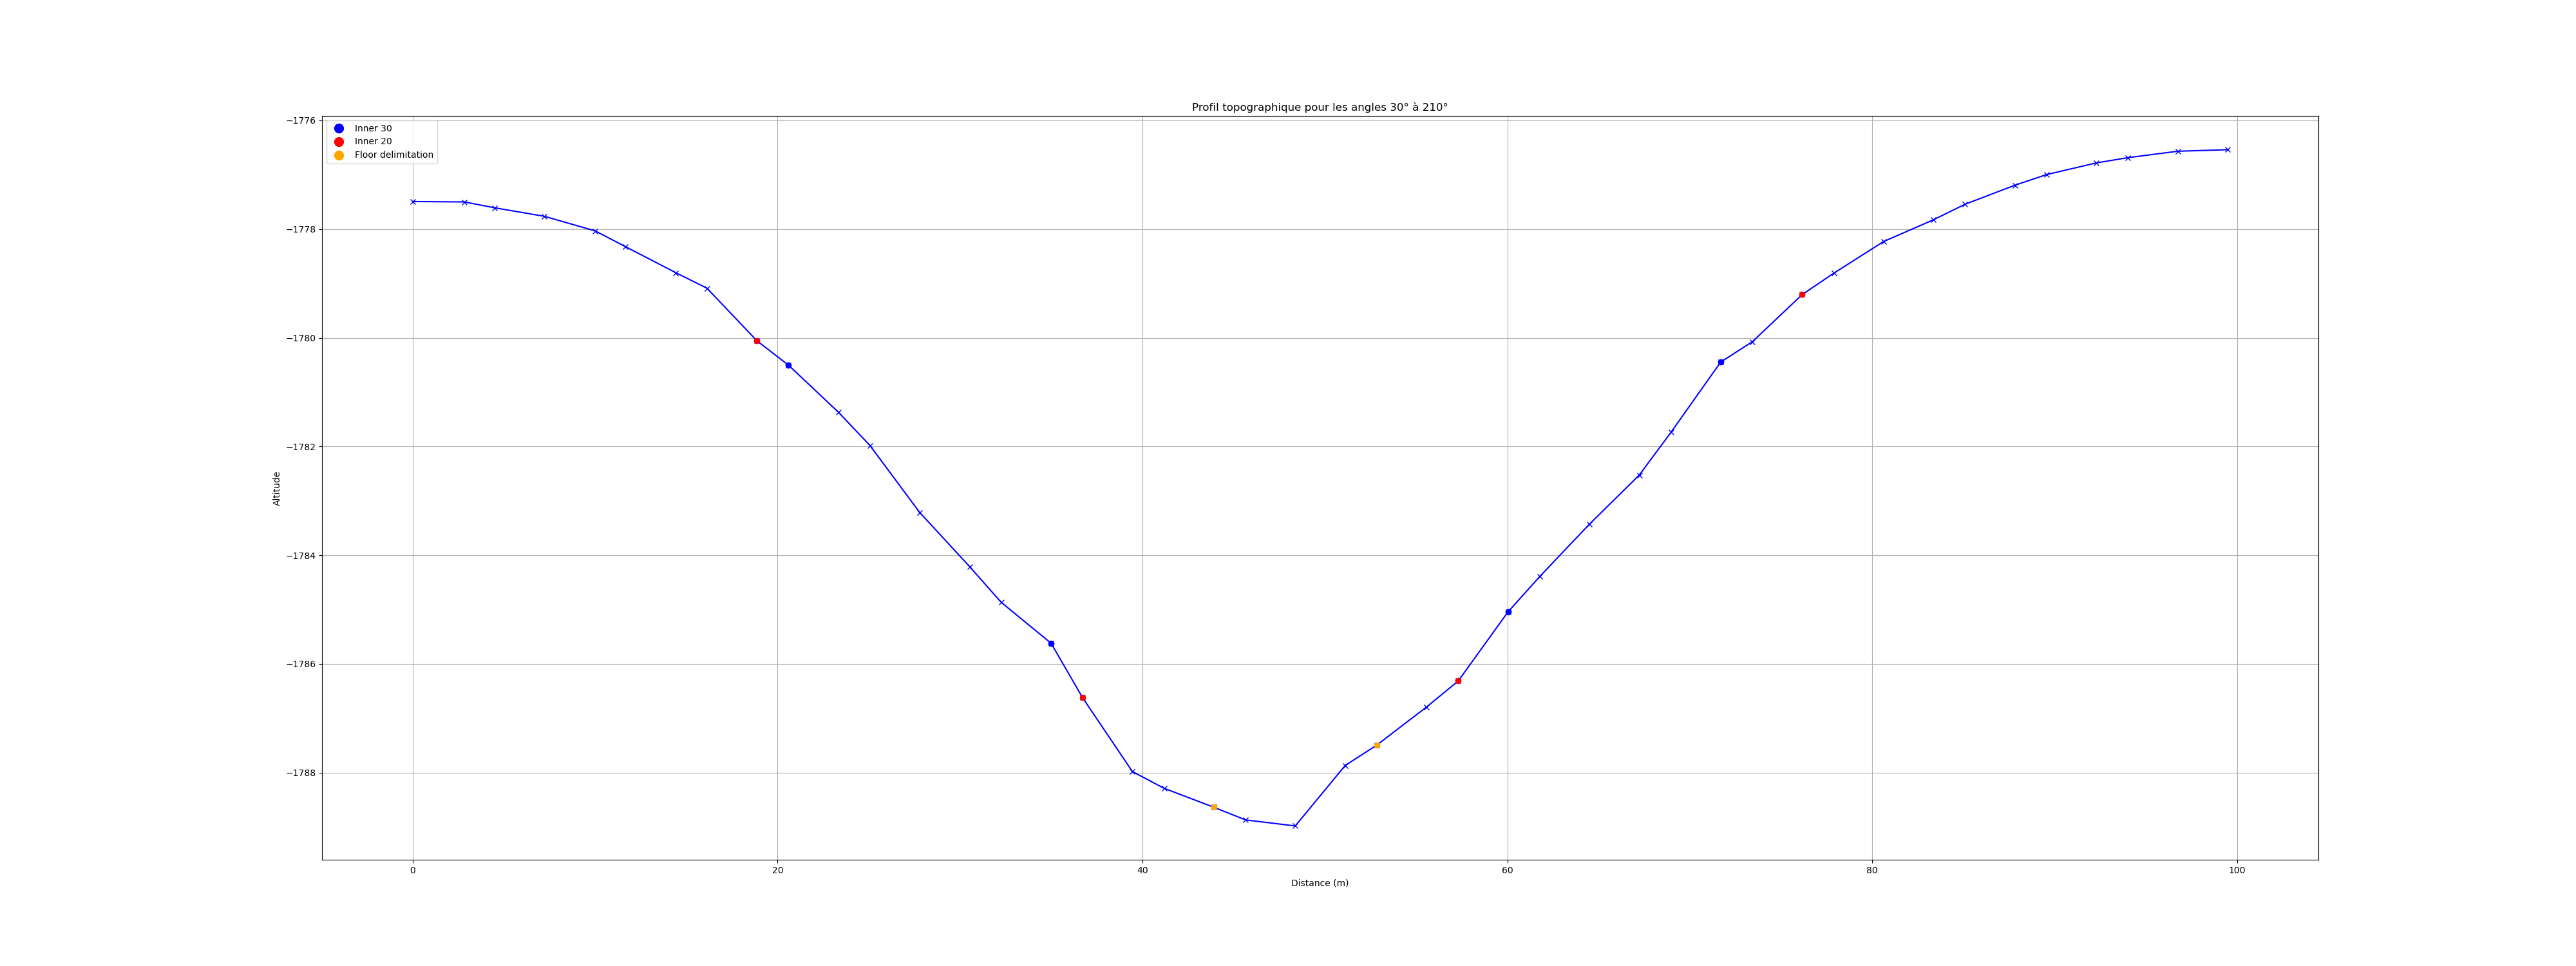 Profil topographique pour les angles 30° à 210°
Inner 30
Inner 20
Floor delimitation
−1776
−1778
−1780
−1782
−1784
−1786
−1788
Altitude
0 20 40 60 80 100
Distance (m)